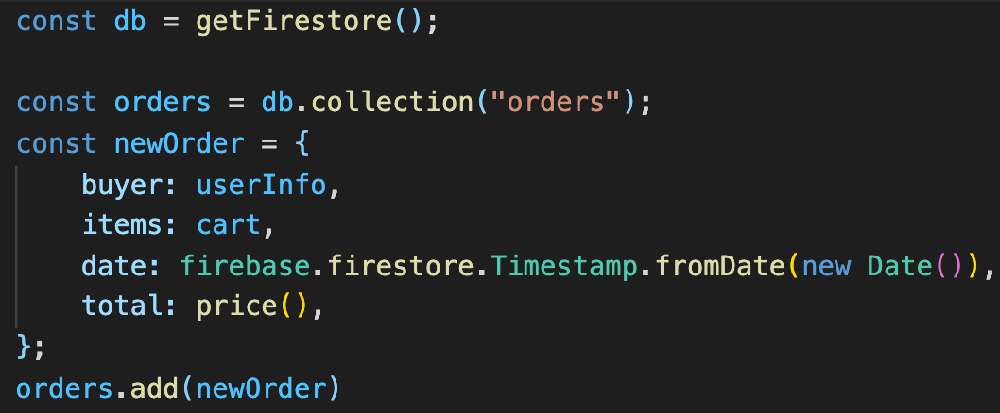 const db = getFirestore();
const orders = db.collection("orders");
const newOrder = {
    buyer: userInfo,
    items: cart,
    date: firebase.firestore.Timestamp.fromDate(new Date()),
    total: price(),
};
orders.add(newOrder)